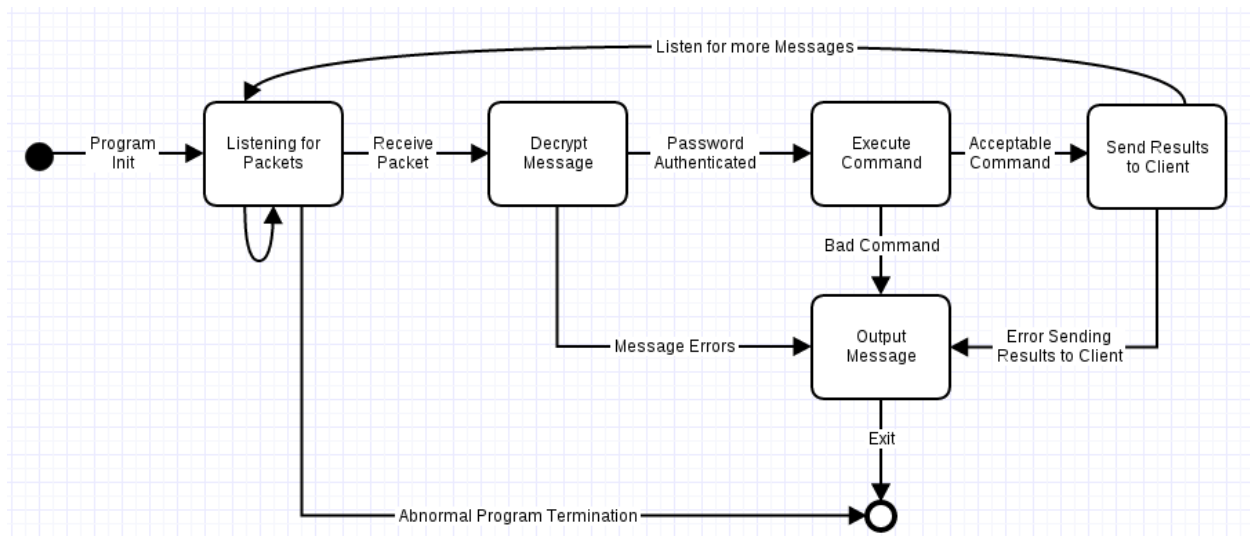 Listen for more Messages
Program
Init
Listening for
Packets
Receive
Packet
Decrypt
Message
Password
Authenticated
Execute
Command
Acceptable
Command
Send Results
to Client
Bad Command
Message Errors
Output
Message
Error Sending
Results to Client
Exit
Abnormal Program Termination